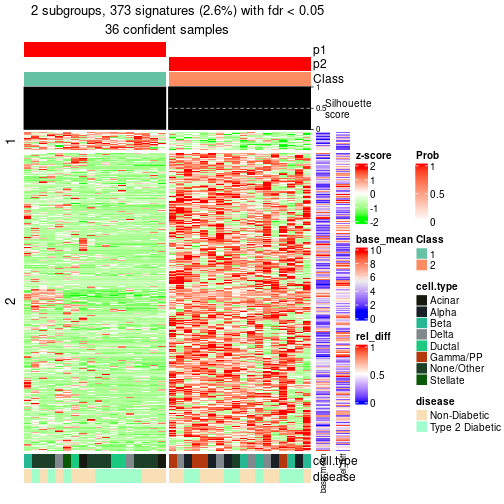 2 subgroups, 373 signatures (2.6%) with fdr < 0.05
36 confident samples
p1
p2
Class
1
0.5
0
Silhouette
score
1
2
z-score
2
1
0
-1
-2
Prob
1
0.5
0
base_mean
10
8
6
4
2
0
Class
1
2
rel_diff
1
0.5
0
cell.type
Acinar
Alpha
Beta
Delta
Ductal
Gamma/PP
None/Other
Stellate
disease
Non-Diabetic
Type 2 Diabetic
cell.type
disease